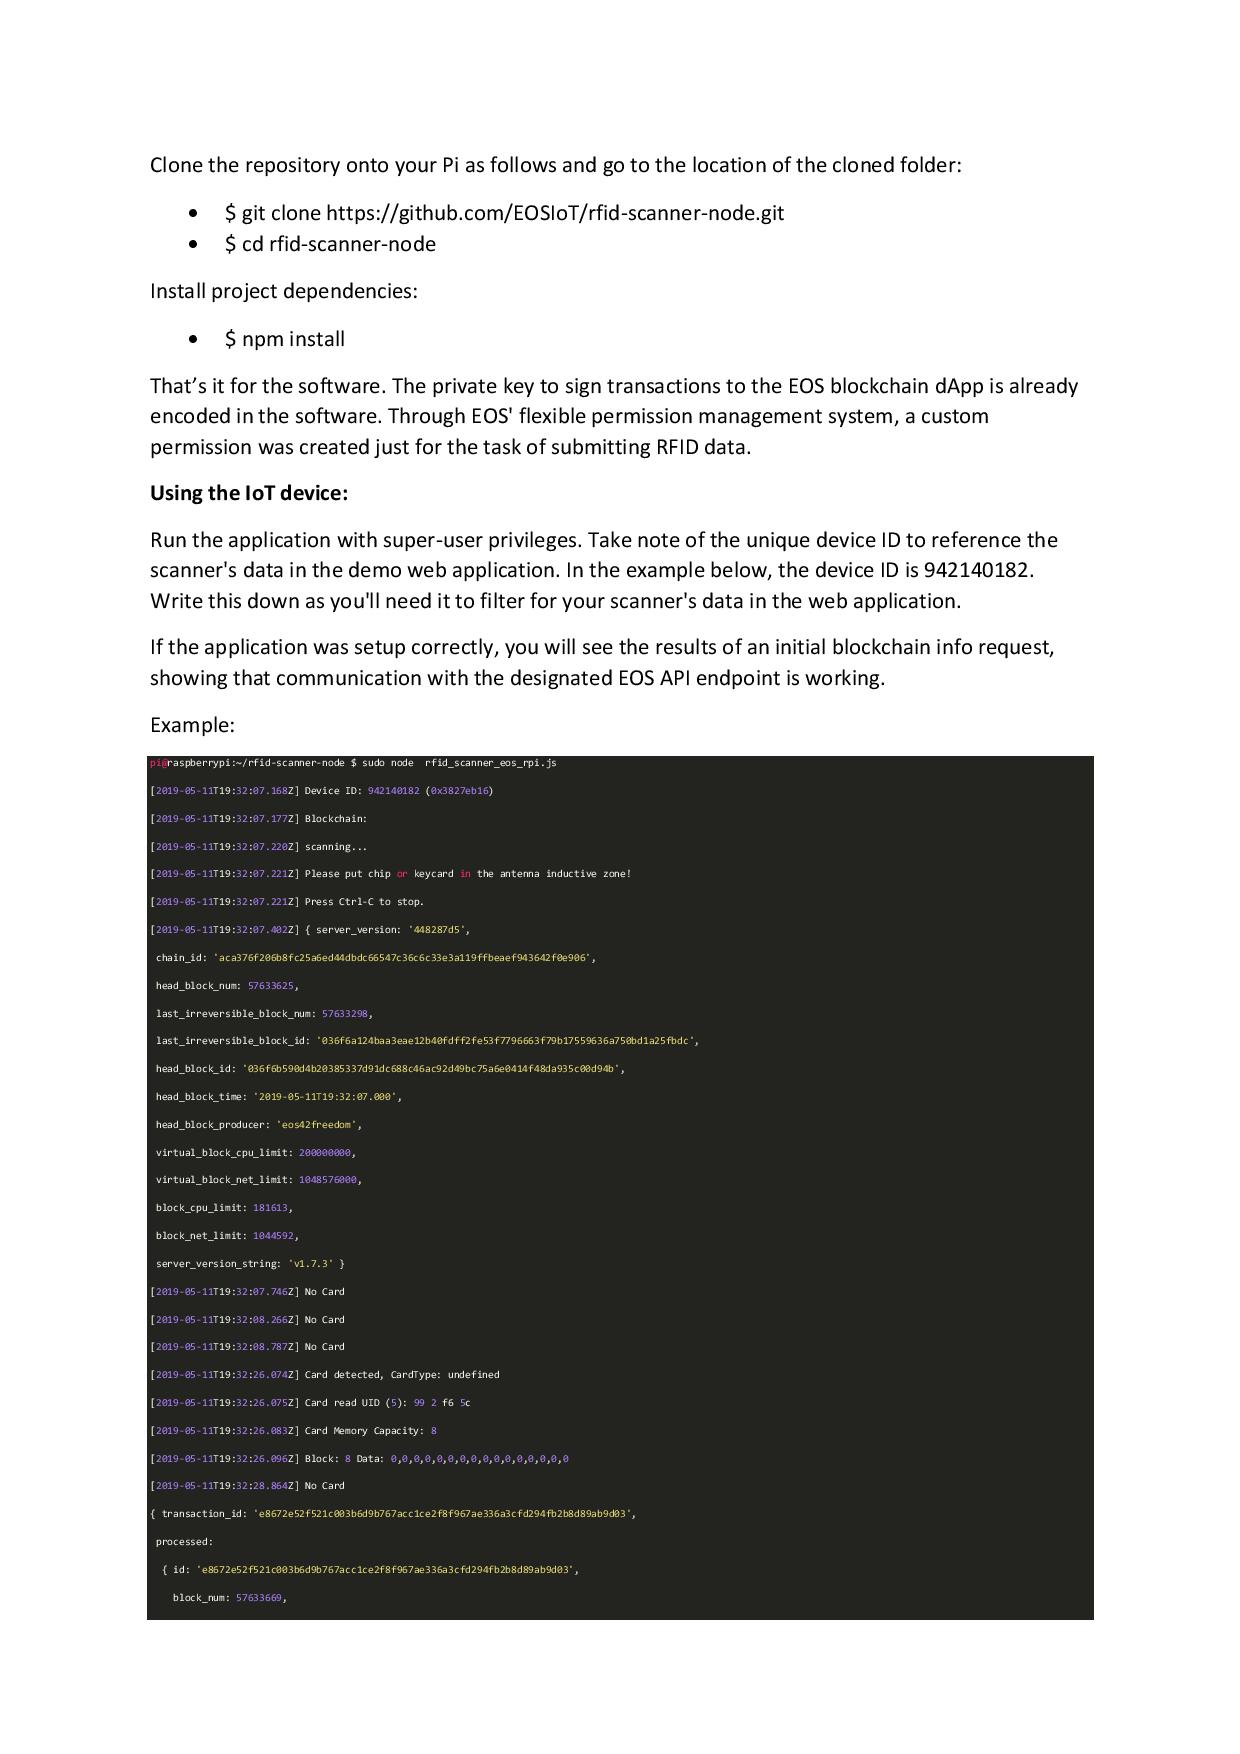 Clone the repository onto your Pi as follows and go to the location of the cloned folder:
• $ git clone https://github.com/EOSIoT/rfid-scanner-node.git
• $ cd rfid-scanner-node
Install project dependencies:
• $ npm install
That’s it for the software. The private key to sign transactions to the EOS blockchain dApp is already
encoded in the software. Through EOS' flexible permission management system, a custom
permission was created just for the task of submitting RFID data.
Using the IoT device:
Run the application with super-user privileges. Take note of the unique device ID to reference the
scanner's data in the demo web application. In the example below, the device ID is 942140182.
Write this down as you'll need it to filter for your scanner's data in the web application.
If the application was setup correctly, you will see the results of an initial blockchain info request,
showing that communication with the designated EOS API endpoint is working.
Example:
pi@raspberrypi:~/rfid-scanner-node $ sudo node  rfid_scanner_eos_rpi.js
[2019-05-11T19:32:07.168Z] Device ID: 942140182 (0x3827eb16)
[2019-05-11T19:32:07.177Z] Blockchain:
[2019-05-11T19:32:07.220Z] scanning...
[2019-05-11T19:32:07.221Z] Please put chip or keycard in the antenna inductive zone!
[2019-05-11T19:32:07.221Z] Press Ctrl-C to stop.
[2019-05-11T19:32:07.402Z] { server_version: '448287d5',
chain_id: 'aca376f206b8fc25a6ed44dbdc66547c36c6c33e3a119ffbeaef943642f0e906',
head_block_num: 57633625,
last_irreversible_block_num: 57633298,
last_irreversible_block_id: '036f6a124baa3eae12b40fdff2fe53f7796663f79b17559636a750bd1a25fbdc',
head_block_id: '036f6b590d4b20385337d91dc688c46ac92d49bc75a6e0414f48da935c00d94b',
head_block_time: '2019-05-11T19:32:07.000',
head_block_producer: 'eos42freedom',
virtual_block_cpu_limit: 200000000,
virtual_block_net_limit: 1048576000,
block_cpu_limit: 181613,
block_net_limit: 1044592,
server_version_string: 'v1.7.3' }
[2019-05-11T19:32:07.746Z] No Card
[2019-05-11T19:32:08.266Z] No Card
[2019-05-11T19:32:08.787Z] No Card
[2019-05-11T19:32:26.074Z] Card detected, CardType: undefined
[2019-05-11T19:32:26.075Z] Card read UID (5): 99 2 f6 5c
[2019-05-11T19:32:26.083Z] Card Memory Capacity: 8
[2019-05-11T19:32:26.096Z] Block: 8 Data: 0,0,0,0,0,0,0,0,0,0,0,0,0,0,0,0
[2019-05-11T19:32:28.864Z] No Card
{ transaction_id: 'e8672e52f521c003b6d9b767acc1ce2f8f967ae336a3cfd294fb2b8d89ab9d03',
processed:
{ id: 'e8672e52f521c003b6d9b767acc1ce2f8f967ae336a3cfd294fb2b8d89ab9d03',
block_num: 57633669,